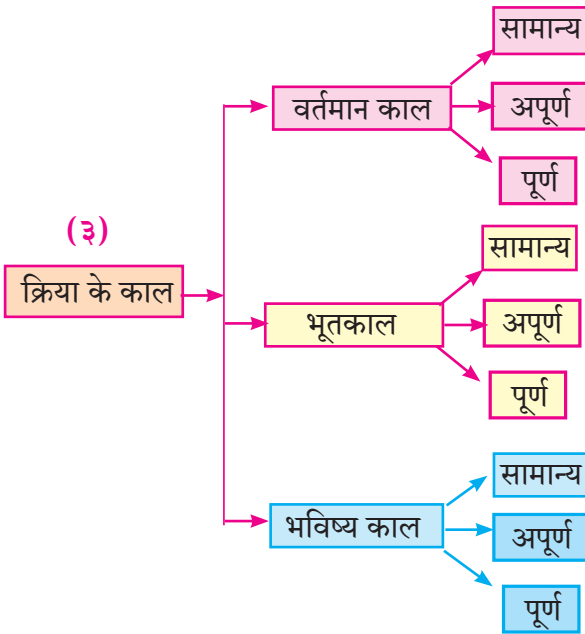 (३)
क्रिया के काल
वर्तमान काल
सामान्य
अपूर्ण
पूर्ण
भूतकाल
सामान्य
अपूर्ण
पूर्ण
भविष्य काल
सामान्य
अपूर्ण
पूर्ण